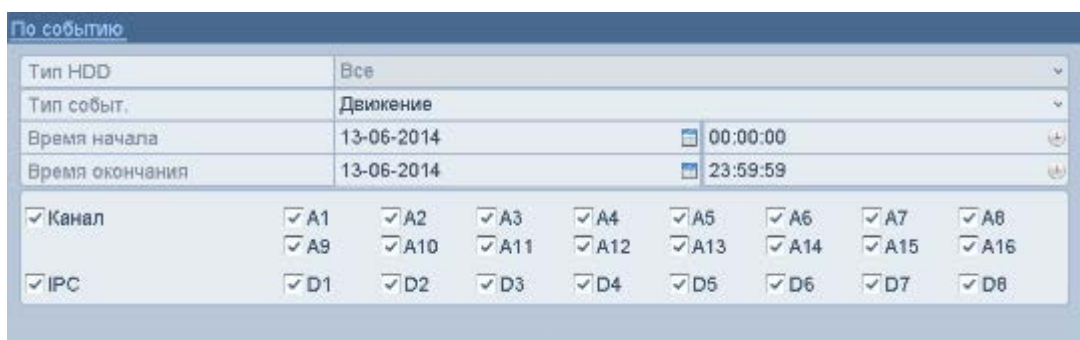 По событию
Тип HDD Все
Тип событ. Движение
Время начала 13-06-2014 00:00:00
Время окончания 13-06-2014 23:59:59
Канал A1 A2 A3 A4 A5 A6 A7 A8
A9 A10 A11 A12 A13 A14 A15 A16
IPC D1 D2 D3 D4 D5 D6 D7 D8